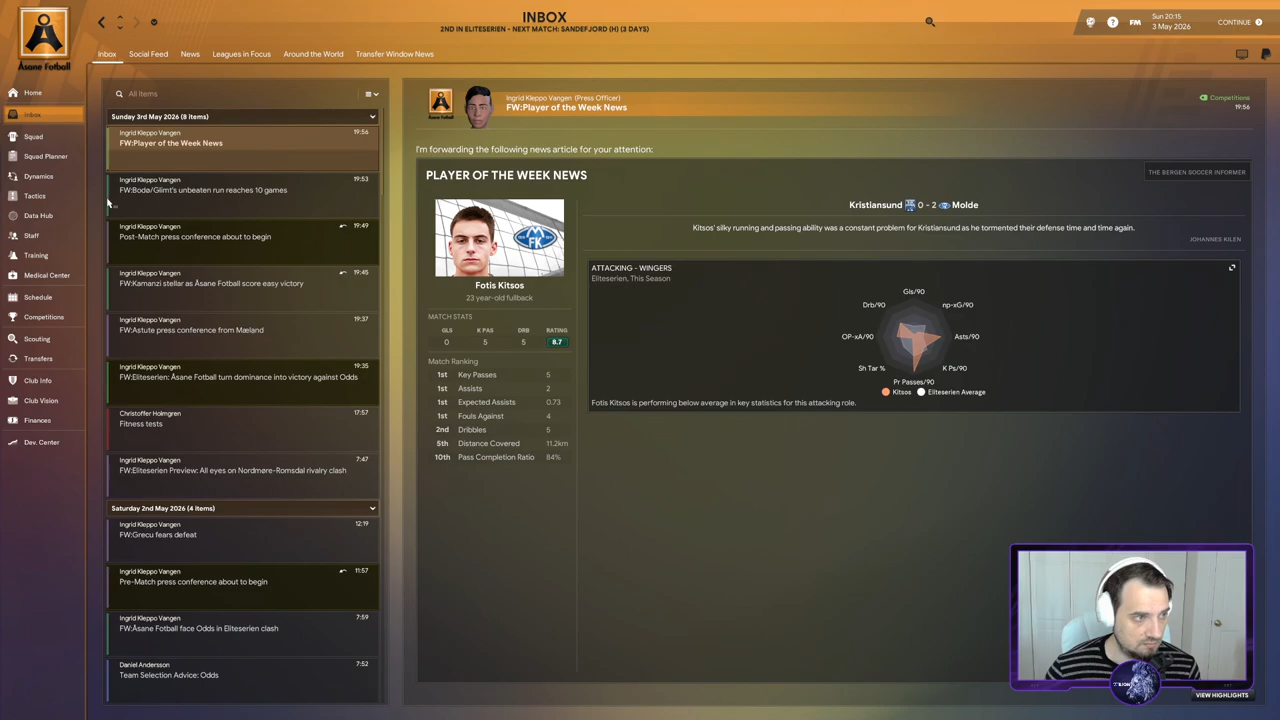 INBOX
2ND IN ELITESERIEN - NEXT MATCH: SANDEFJORD (H) (3 DAYS)
FM
Sun 20:15
3 May 2026
CONTINUE
Åsane Fotball
Inbox
Social Feed
News
Leagues in Focus
Around the World
Transfer Window News
Home
Inbox
Squad
Squad Planner
Dynamics
Tactics
Data Hub
Staff
Training
Medical Center
Schedule
Competitions
Scouting
Transfers
Club Info
Club Vision
Finances
Dev. Center
All Items
Sunday 3rd May 2026 (8 items)
Ingrid Kleppo Vangen 19:56
FW:Player of the Week News
Ingrid Kleppo Vangen 19:53
FW:Bodø/Glimt's unbeaten run reaches 10 games
Ingrid Kleppo Vangen 19:49
Post-Match press conference about to begin
Ingrid Kleppo Vangen 19:45
FW:Kamanzi stellar as Åsane Fotball score easy victory
Ingrid Kleppo Vangen 19:37
FW:Astute press conference from Mæland
Ingrid Kleppo Vangen 19:35
FW:Eliteserien: Åsane Fotball turn dominance into victory against Odds
Christoffer Holmgren 17:57
Fitness tests
Ingrid Kleppo Vangen 7:47
FW:Eliteserien Preview: All eyes on Nordmøre-Romsdal rivalry clash
Saturday 2nd May 2026 (4 items)
Ingrid Kleppo Vangen 12:19
FW:Grecu fears defeat
Ingrid Kleppo Vangen 11:57
Pre-Match press conference about to begin
Ingrid Kleppo Vangen 7:59
FW:Åsane Fotball face Odds in Eliteserien clash
Daniel Andersson 7:52
Team Selection Advice: Odds
Ingrid Kleppo Vangen (Press Officer)
FW:Player of the Week News
Competitions
19:56
I'm forwarding the following news article for your attention:
PLAYER OF THE WEEK NEWS
THE BERGEN SOCCER INFORMER
Fotis Kitsos
23 year-old fullback
MATCH STATS
GLS K PAS DRB RATING
0 5 5 8.7
Match Ranking
1st Key Passes 5
1st Assists 2
1st Expected Assists 0.73
1st Fouls Against 4
2nd Dribbles 5
5th Distance Covered 11.2km
10th Pass Completion Ratio 84%
Kristiansund 0 - 2 Molde
Kitsos' silky running and passing ability was a constant problem for Kristiansund as he tormented their defense time and time again.
JOHANNES KILEN
ATTACKING - WINGERS
Eliteserien, This Season
Gls/90
Drb/90
np-xG/90
OP-xA/90
Asts/90
Sh Tar %
K Ps/90
Pr Passes/90
Kitsos
Eliteserien Average
Fotis Kitsos is performing below average in key statistics for this attacking role.
VIEW HIGHLIGHTS